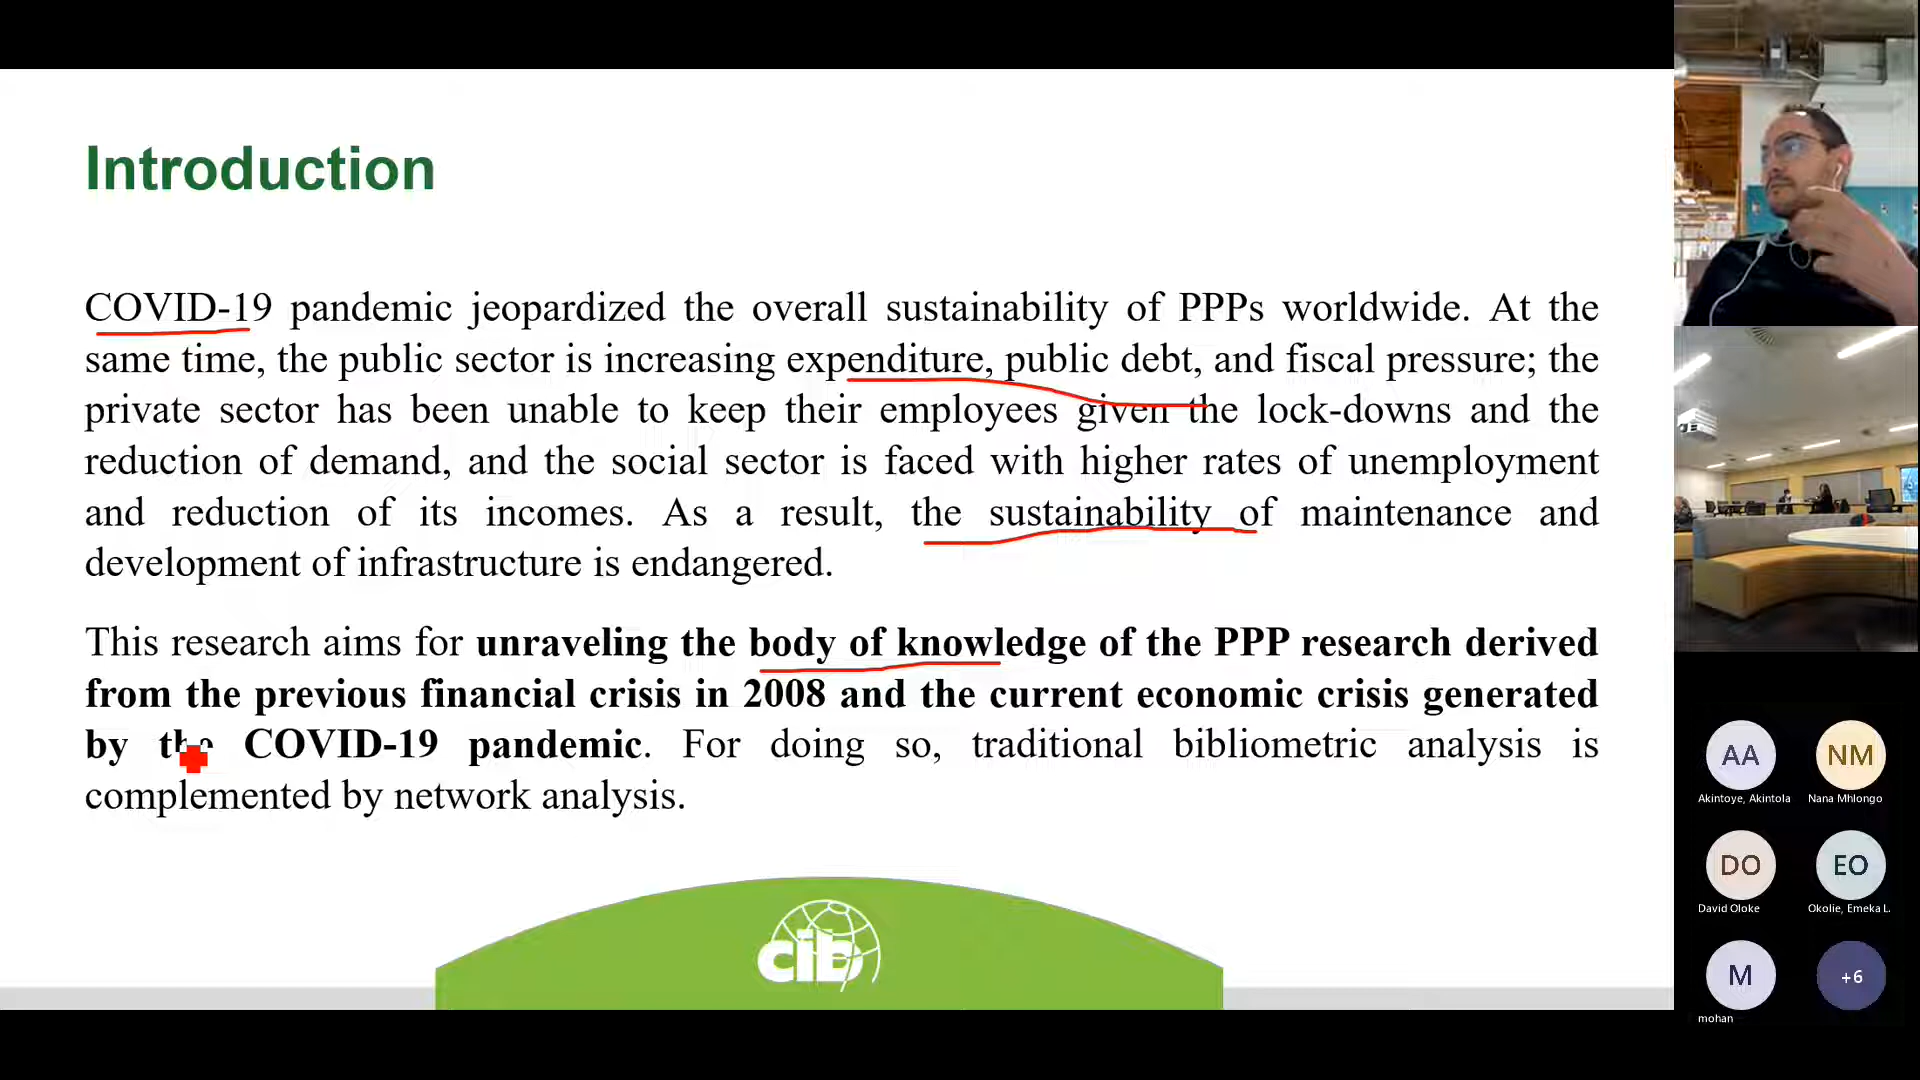 Introduction
COVID-19 pandemic jeopardized the overall sustainability of PPPs worldwide. At the
same time, the public sector is increasing expenditure, public debt, and fiscal pressure; the
private sector has been unable to keep their employees given the lock-downs and the
reduction of demand, and the social sector is faced with higher rates of unemployment
and reduction of its incomes. As a result, the sustainability of maintenance and
development of infrastructure is endangered.
This research aims for unraveling the body of knowledge of the PPP research derived
from the previous financial crisis in 2008 and the current economic crisis generated
by the COVID-19 pandemic. For doing so, traditional bibliometric analysis is
complemented by network analysis.
cib
AA NM
Akintoye, Akintola Nana Mhlongo
DO EO
David Oloke Okolie, Emeka L.
M +6
mohan